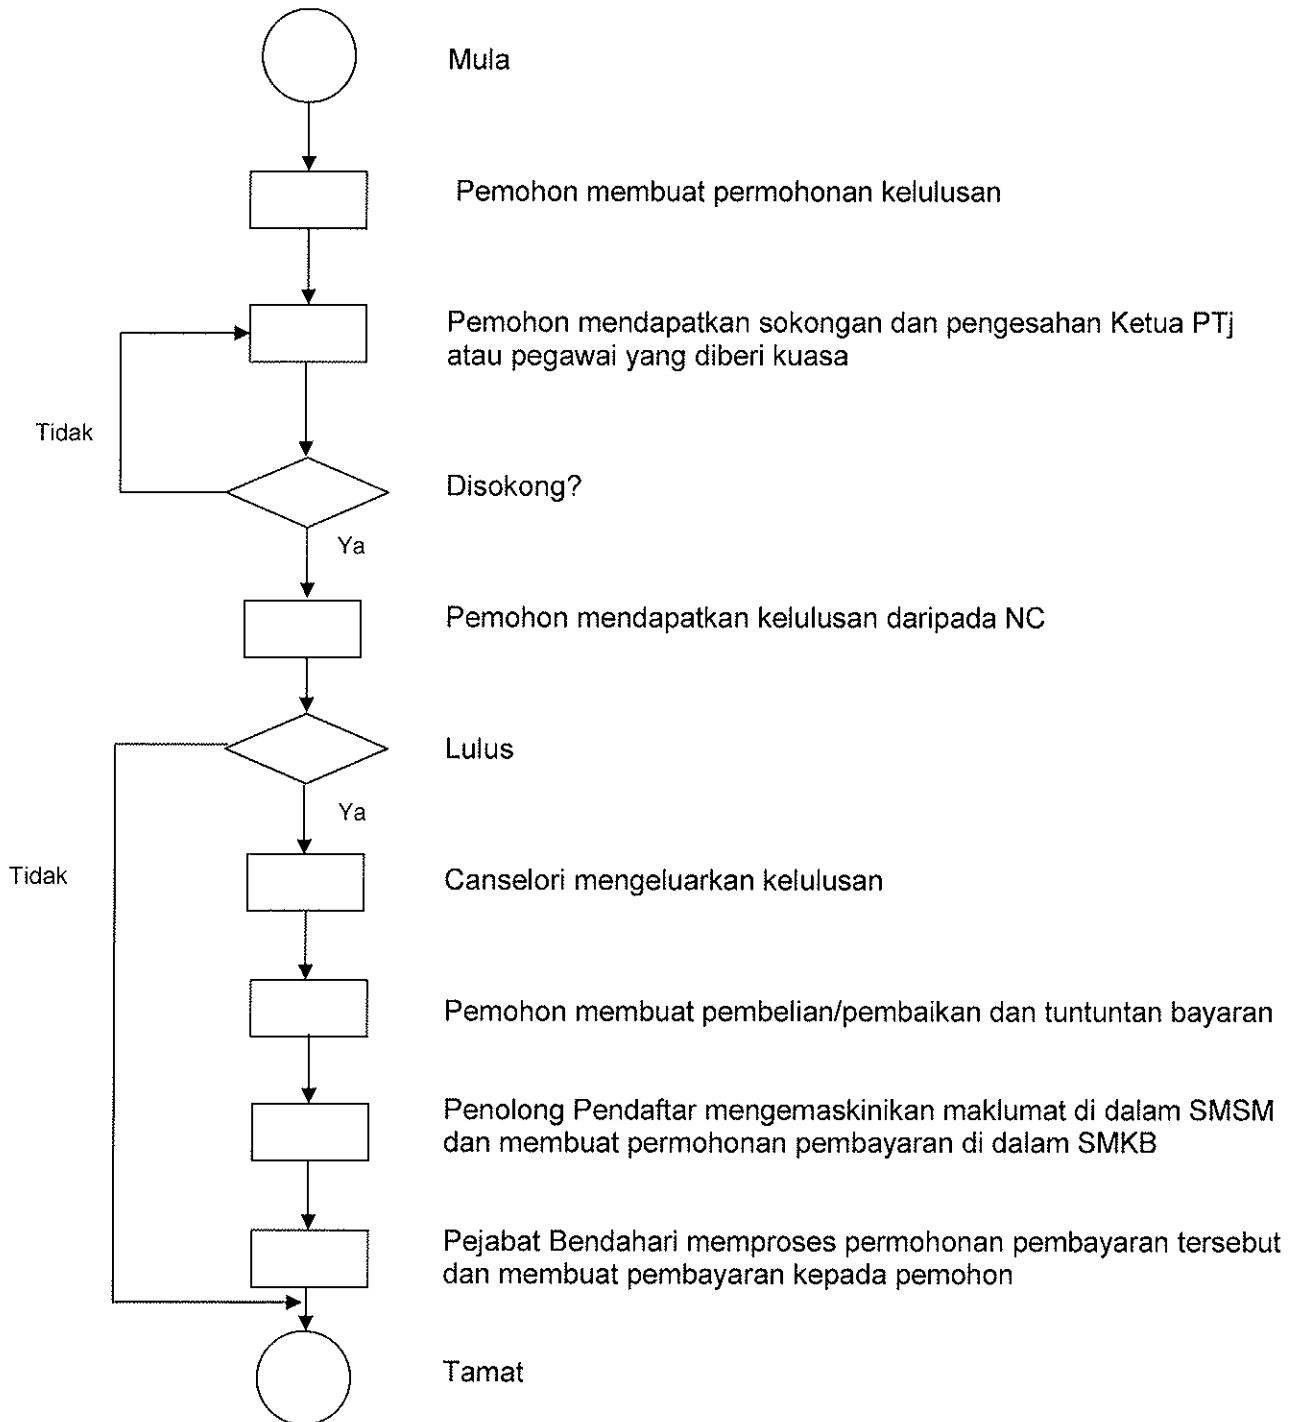 Mula
Pemohon membuat permohonan kelulusan
Pemohon mendapatkan sokongan dan pengesahan Ketua PTj
atau pegawai yang diberi kuasa
Tidak
Disokong?
Ya
Pemohon mendapatkan kelulusan daripada NC
Lulus
Ya
Tidak
Canselori mengeluarkan kelulusan
Pemohon membuat pembelian/pembaikan dan tuntutan bayaran
Penolong Pendaftar mengemaskinikan maklumat di dalam SMSM
dan membuat permohonan pembayaran di dalam SMKB
Pejabat Bendahari memproses permohonan pembayaran tersebut
dan membuat pembayaran kepada pemohon
Tamat